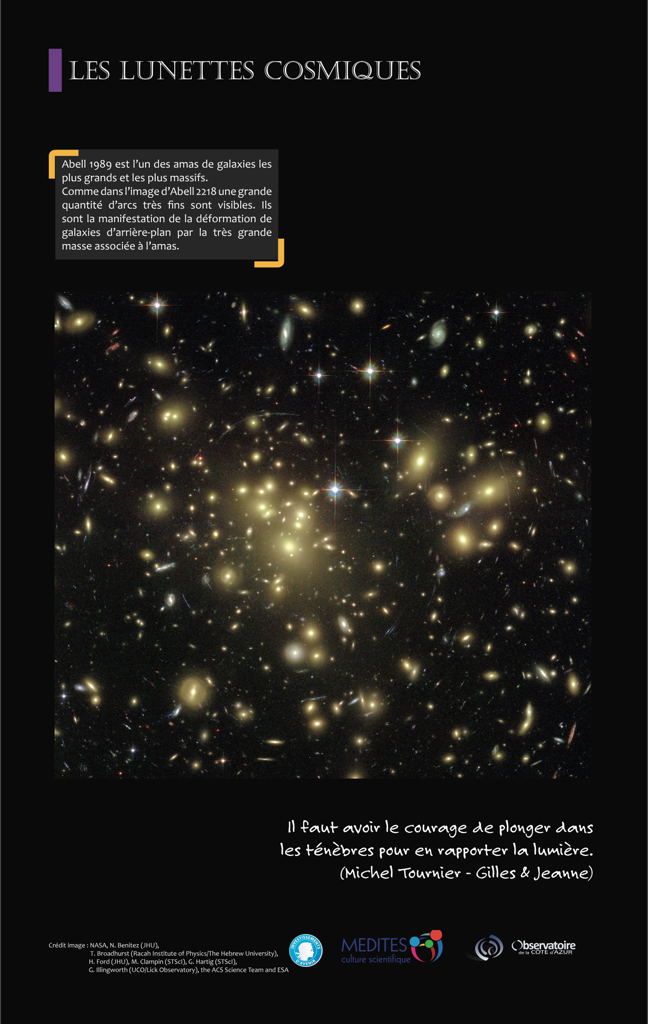 LES LUNETTES COSMIQUES
Abell 1989 est l'un des amas de galaxies les
plus grands et les plus massifs.
Comme dans l'image d'Abell 2218 une grande
quantité d'arcs très fins sont visibles. Ils
sont la manifestation de la déformation de
galaxies d'arrière-plan par la très grande
masse associée à l'amas.
Il faut avoir le courage de plonger dans
les ténèbres pour en rapporter la lumière.
(Michel Tournier - Gilles & Jeanne)
Crédit image : NASA, N. Benitez (JHU),
T. Broadhurst (Racah Institute of Physics/The Hebrew University),
H. Ford (JHU), M. Clampin (STScI), G. Hartig (STScI),
G. Illingworth (UCO/Lick Observatory), the ACS Science Team and ESA
INVESTISSEMENTS
D'AVENIR
MEDITES
culture scientifique
Observatoire
de la CÔTE d'AZUR